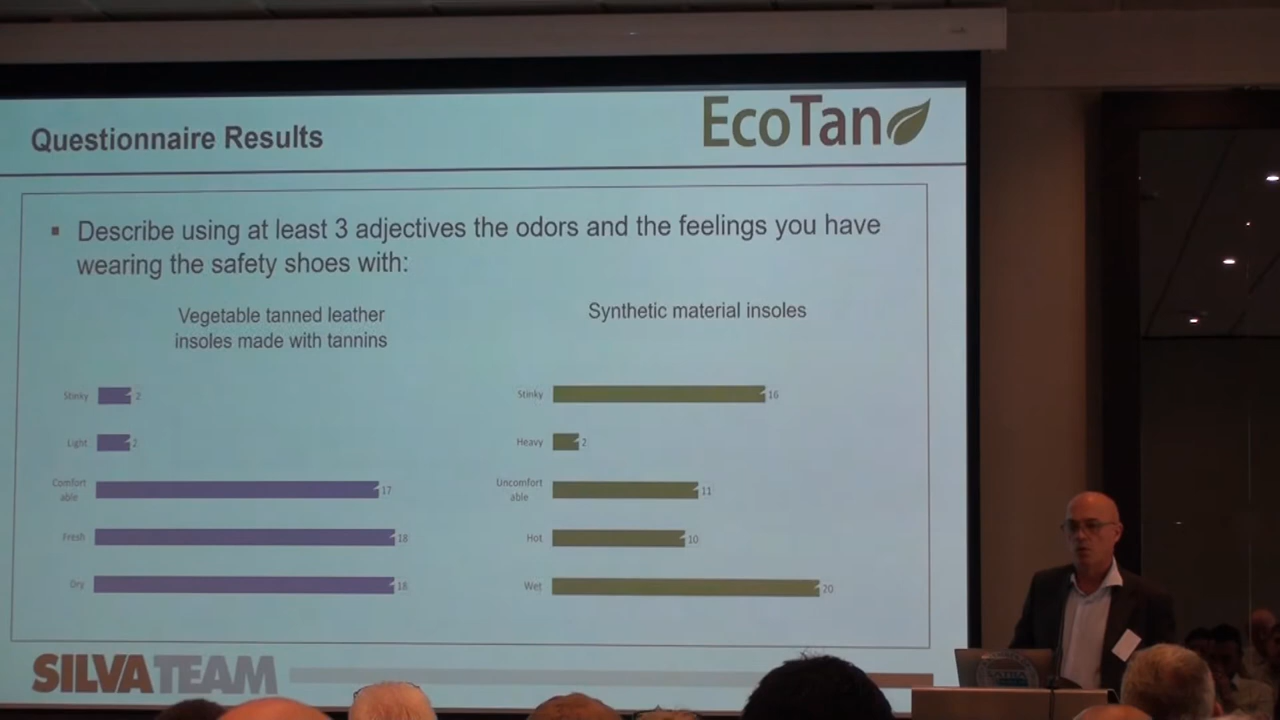 Questionnaire Results
EcoTan
Describe using at least 3 adjectives the odors and the feelings you have
wearing the safety shoes with:
Vegetable tanned leather
insoles made with tannins
Stinky 2
Light 2
Comfort
able 17
Fresh 18
Dry 18
Synthetic material insoles
Stinky 16
Heavy 2
Uncomfort
able 11
Hot 10
Wet 20
SILVATEAM